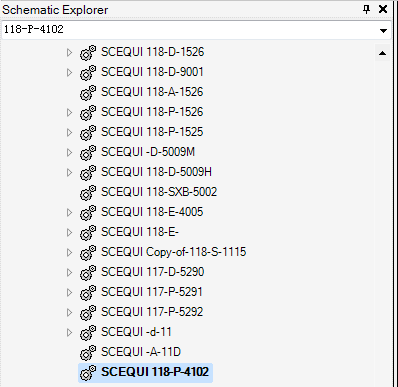 Schematic Explorer
118-P-4102
SCEQUI 118-D-1526
SCEQUI 118-D-9001
SCEQUI 118-A-1526
SCEQUI 118-P-1526
SCEQUI 118-P-1525
SCEQUI -D-5009M
SCEQUI 118-D-5009H
SCEQUI 118-SXB-5002
SCEQUI 118-E-4005
SCEQUI 118-E-
SCEQUI Copy-of-118-S-1115
SCEQUI 117-D-5290
SCEQUI 117-P-5291
SCEQUI 117-P-5292
SCEQUI -d-11
SCEQUI -A-11D
SCEQUI 118-P-4102